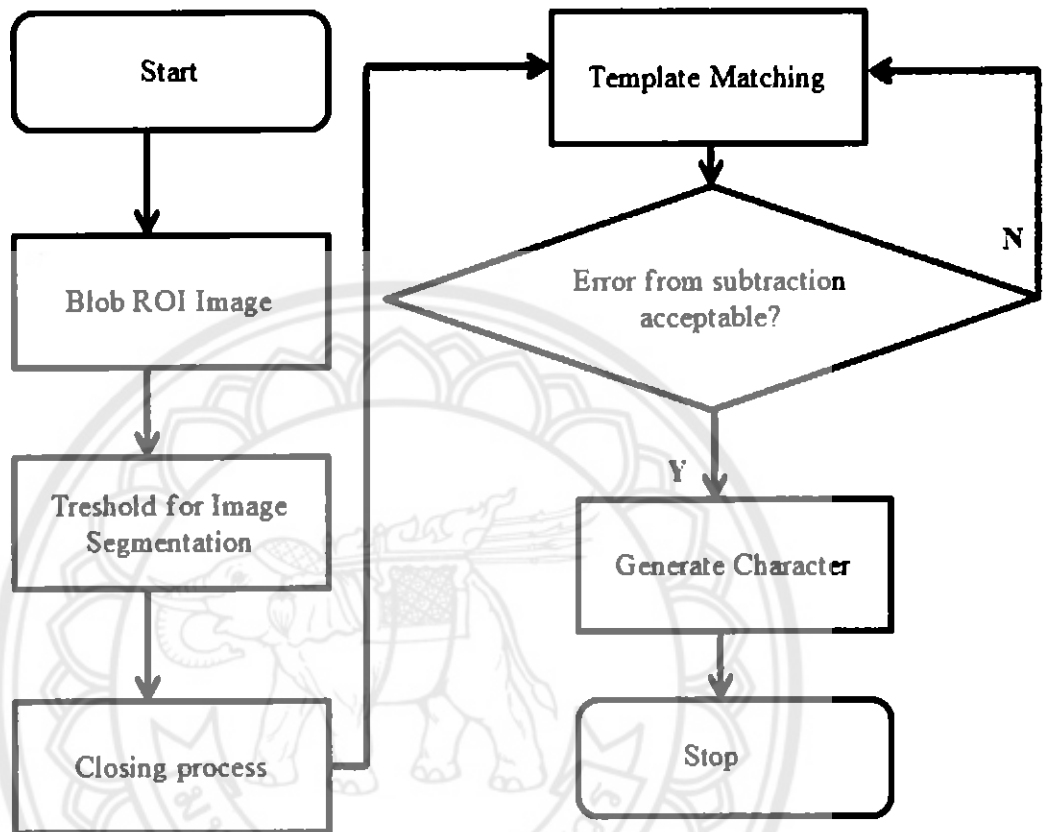 Start
Blob ROI Image
Treshold for Image
Segmentation
Closing process
Template Matching
Error from subtraction
acceptable?
N
Y
Generate Character
Stop